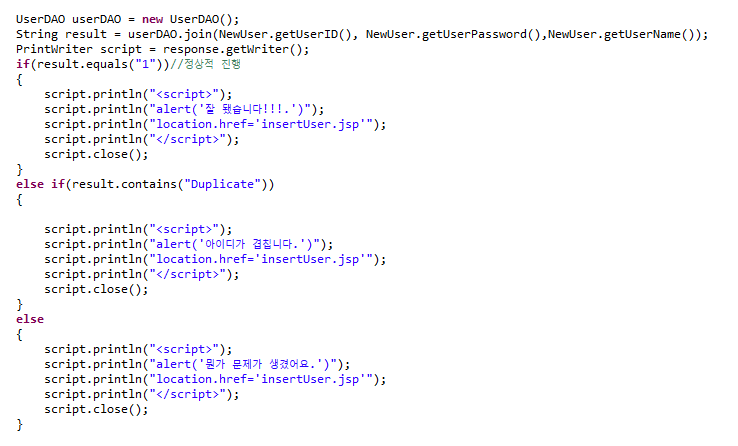 UserDAO userDAO = new UserDAO();
String result = userDAO.join(NewUser.getUserID(), NewUser.getUserPassword(),NewUser.getUserName());
PrintWriter script = response.getWriter();
if(result.equals("1"))//정상적 진행
{
    script.println("<script>");
    script.println("alert('잘 됐습니다!!!.')");
    script.println("location.href='insertUser.jsp'");
    script.println("</script>");
    script.close();
}
else if(result.contains("Duplicate"))
{

    script.println("<script>");
    script.println("alert('아이디가 겹칩니다.')");
    script.println("location.href='insertUser.jsp'");
    script.println("</script>");
    script.close();
}
else
{
    script.println("<script>");
    script.println("alert('뭔가 문제가 생겼어요.')");
    script.println("location.href='insertUser.jsp'");
    script.println("</script>");
    script.close();
}